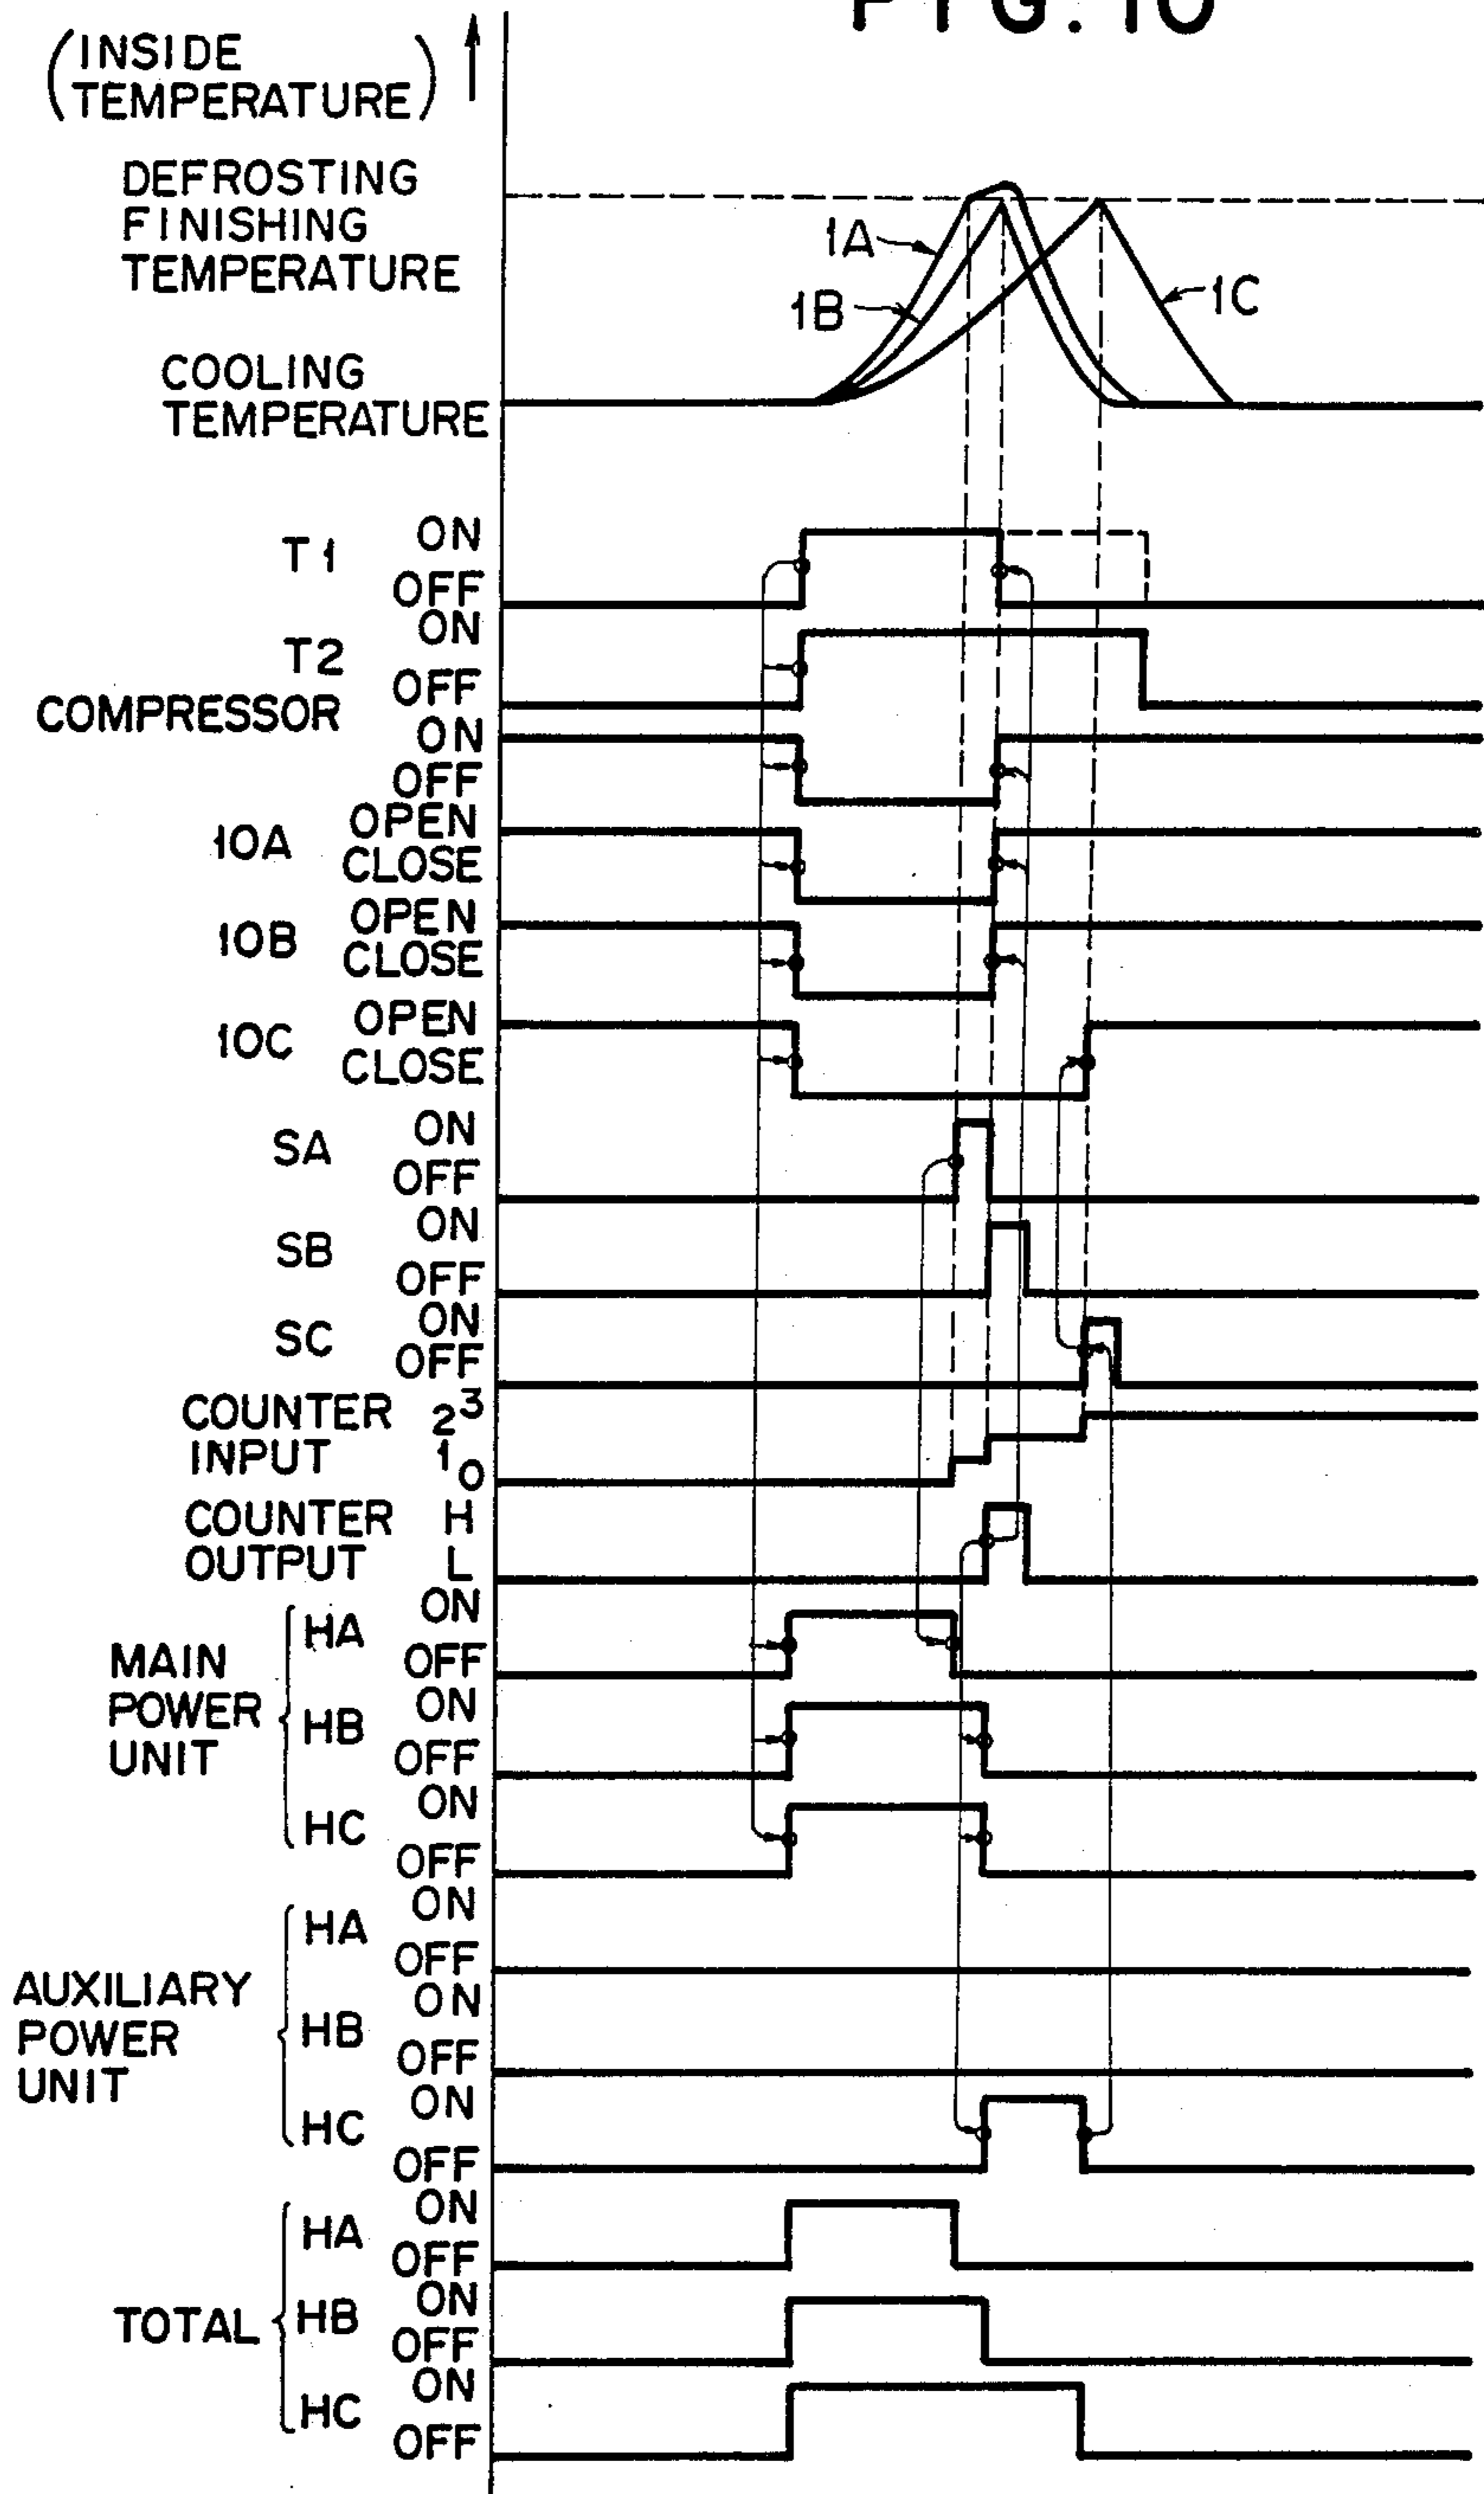 FIG. 10
(INSIDE
TEMPERATURE)
DEFROSTING
FINISHING
TEMPERATURE
1A
1B
1C
COOLING
TEMPERATURE
T1 ON
OFF
T2 ON
OFF
COMPRESSOR ON
OFF
10A OPEN
CLOSE
10B OPEN
CLOSE
10C OPEN
CLOSE
SA ON
OFF
SB ON
OFF
SC ON
OFF
COUNTER 2 3
INPUT 1 0
COUNTER H
OUTPUT L
MAIN
POWER
UNIT
HA ON
OFF
HB ON
OFF
HC ON
OFF
AUXILIARY
POWER
UNIT
HA ON
OFF
HB ON
OFF
HC ON
OFF
TOTAL
HA ON
OFF
HB ON
OFF
HC ON
OFF